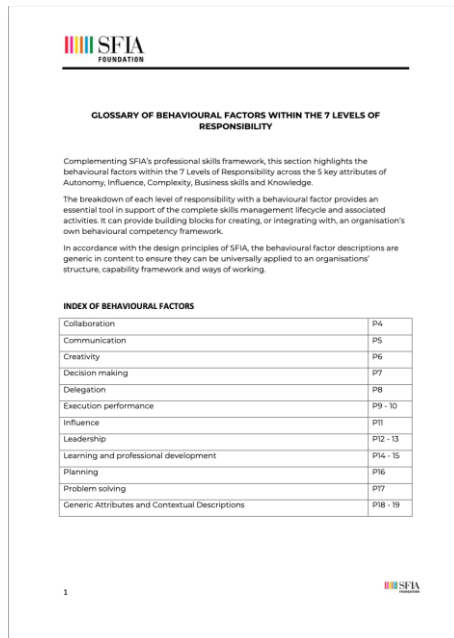 SFIA
FOUNDATION
GLOSSARY OF BEHAVIOURAL FACTORS WITHIN THE 7 LEVELS OF
RESPONSIBILITY
Complementing SFIA's professional skills framework, this section highlights the
behavioural factors within the 7 Levels of Responsibility across the 5 key attributes of
Autonomy, Influence, Complexity, Business skills and Knowledge.
The breakdown of each level of responsibility with a behavioural factor provides an
essential tool in support of the complete skills management lifecycle and associated
activities. It can provide building blocks for creating, or integrating with, an organisation's
own behavioural competency framework.
In accordance with the design principles of SFIA, the behavioural factor descriptions are
generic in content to ensure they can be universally applied to an organisations'
structure, capability framework and ways of working.
INDEX OF BEHAVIOURAL FACTORS
Collaboration P4
Communication P5
Creativity P6
Decision making P7
Delegation P8
Execution performance P9 - 10
Influence P11
Leadership P12 - 13
Learning and professional development P14 - 15
Planning P16
Problem solving P17
Generic Attributes and Contextual Descriptions P18 - 19
1
SFIA
FOUNDATION